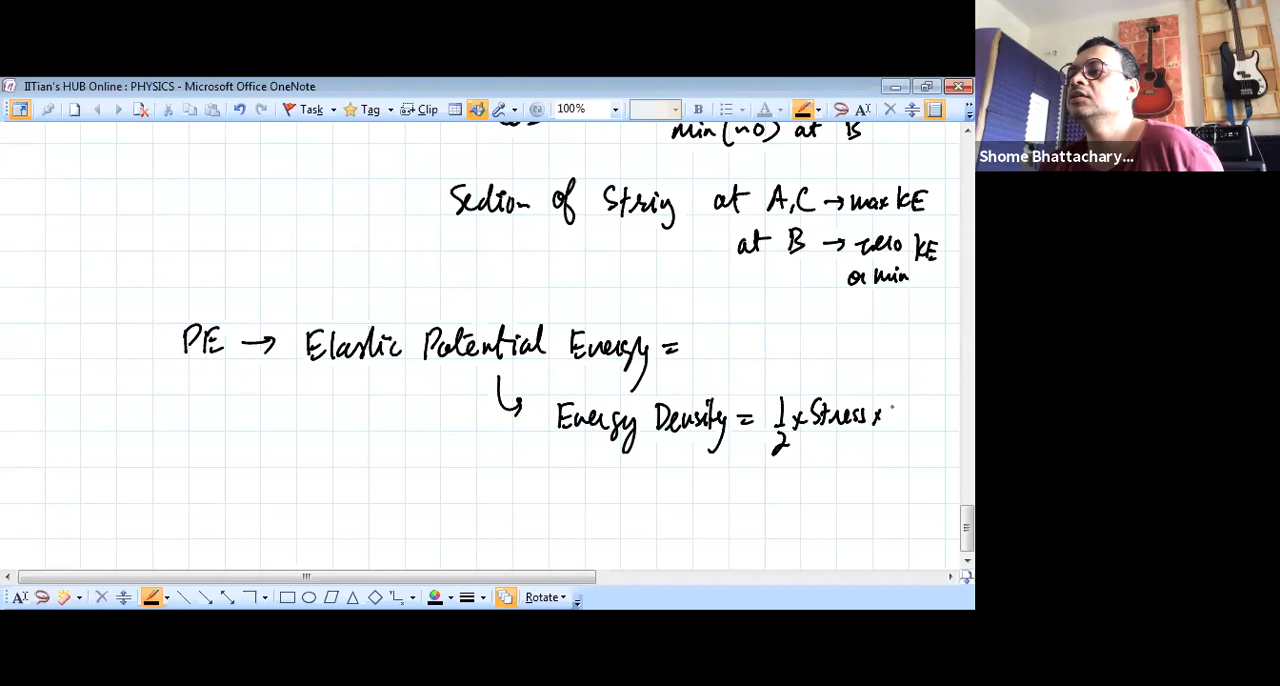 IITian's HUB Online : PHYSICS - Microsoft Office OneNote
Task Tag Clip 100% B A
min(no) at B
Section of String at A,C → max KE
at B → zero KE
or min
PE → Elastic Potential Energy =
Energy Density = 1/2 × Stress ×
Rotate
Shome Bhattachary...